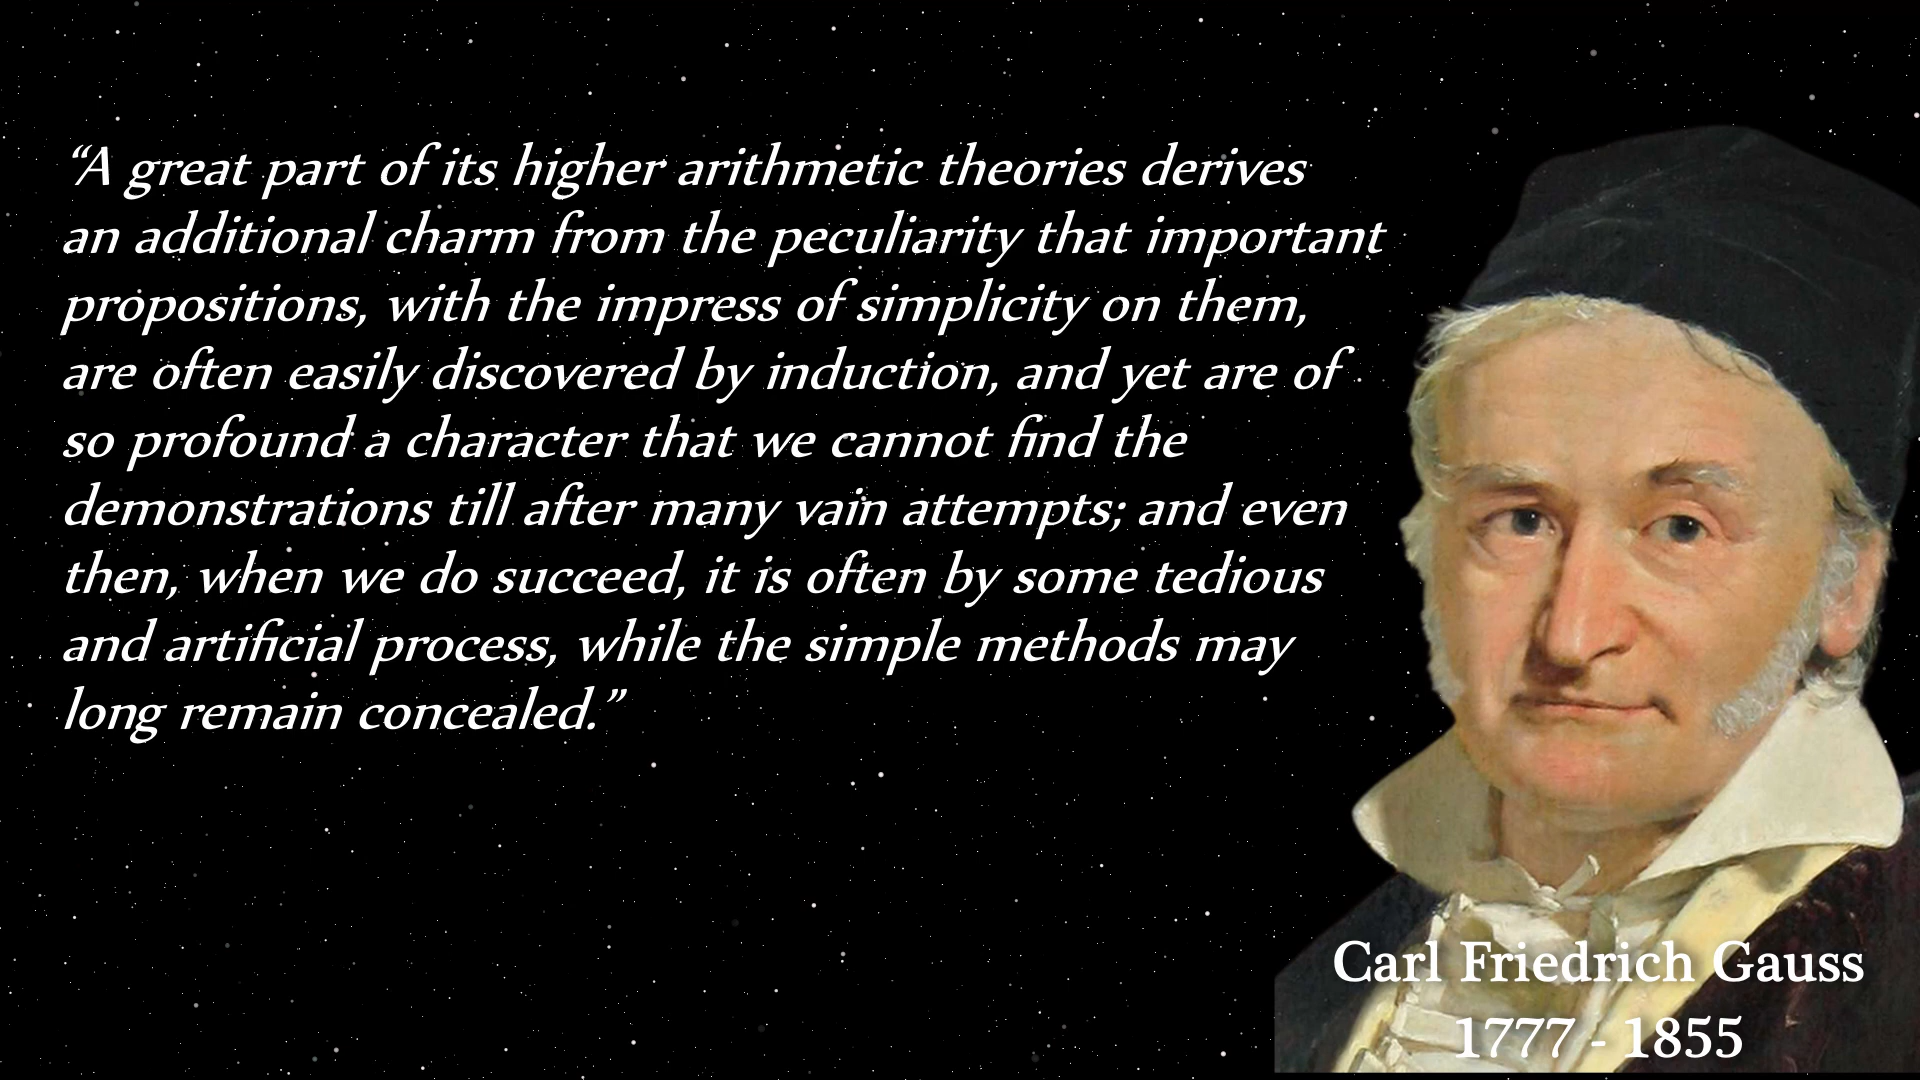 “A great part of its higher arithmetic theories derives
an additional charm from the peculiarity that important
propositions, with the impress of simplicity on them,
are often easily discovered by induction, and yet are of
so profound a character that we cannot find the
demonstrations till after many vain attempts; and even
then, when we do succeed, it is often by some tedious
and artificial process, while the simple methods may
long remain concealed.”
Carl Friedrich Gauss
1777 - 1855